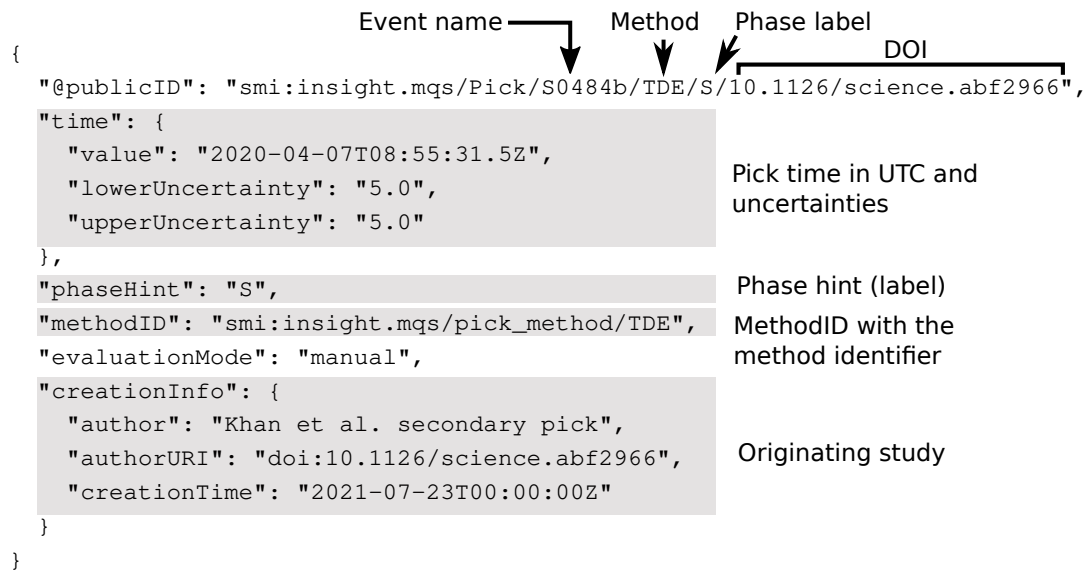 Event name Method Phase label
{ DOI
"@publicID": "smi:insight.mqs/Pick/S0484b/TDE/S/10.1126/science.abf2966",
"time": {
"value": "2020-04-07T08:55:31.5Z",
"lowerUncertainty": "5.0",
"upperUncertainty": "5.0"
},
Pick time in UTC and
uncertainties
"phaseHint": "S", Phase hint (label)
"methodID": "smi:insight.mqs/pick_method/TDE",
"evaluationMode": "manual",
MethodID with the
method identifier
"creationInfo": {
"author": "Khan et al. secondary pick",
"authorURI": "doi:10.1126/science.abf2966",
"creationTime": "2021-07-23T00:00:00Z"
}
Originating study
}